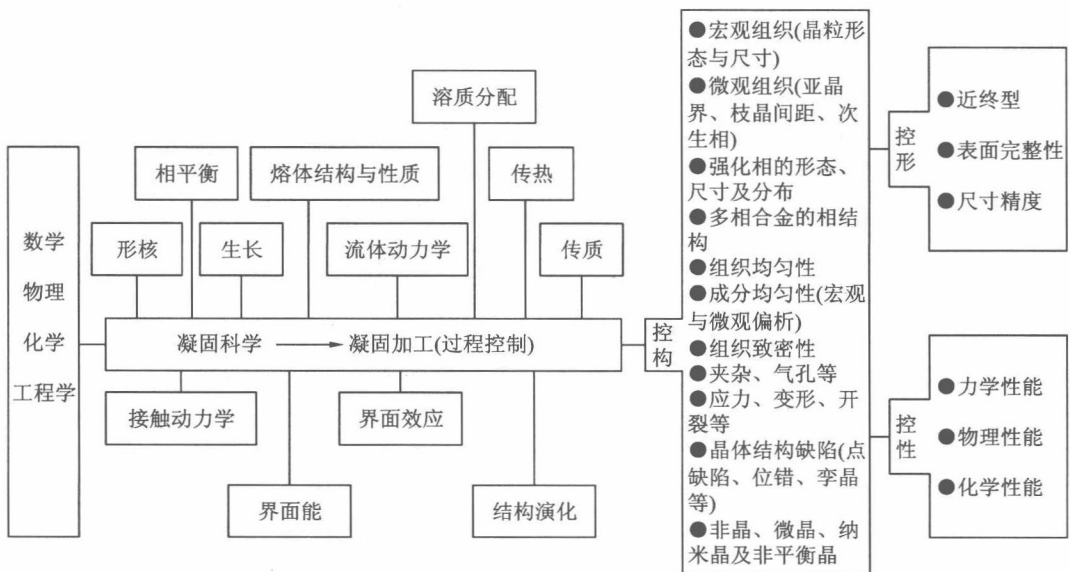 数学
物理
化学
工程学
溶质分配
相平衡
熔体结构与性质
传热
形核
生长
流体动力学
传质
凝固科学
凝固加工(过程控制)
接触动力学
界面效应
界面能
结构演化
控构
●宏观组织(晶粒形
态与尺寸)
●微观组织(亚晶
界、枝晶间距、次
生相)
●强化相的形态、
尺寸及分布
●多相合金的相结
构
●组织均匀性
●成分均匀性(宏观
与微观偏析)
●组织致密性
●夹杂、气孔等
●应力、变形、开
裂等
●晶体结构缺陷(点
缺陷、位错、孪晶
等)
●非晶、微晶、纳
米晶及非平衡晶
控形
●近终型
●表面完整性
●尺寸精度
控性
●力学性能
●物理性能
●化学性能